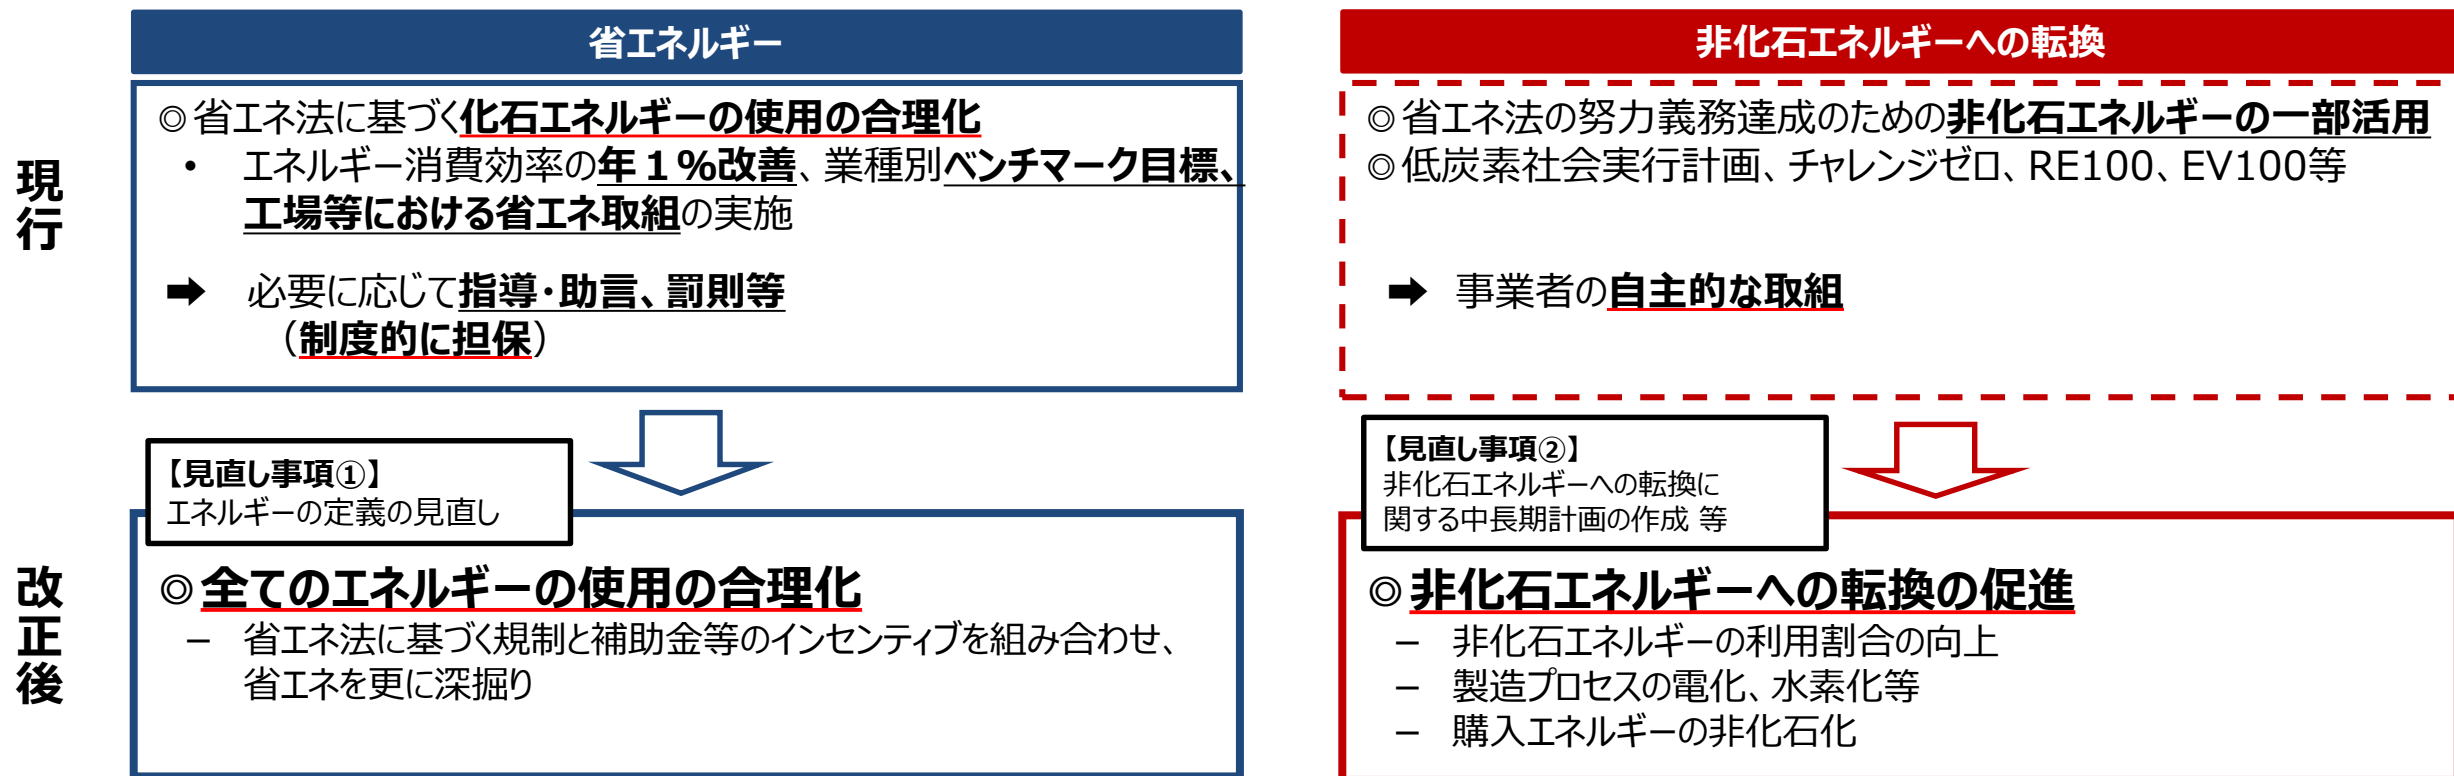 省エネルギー
非化石エネルギーへの転換
現行
◎省エネ法に基づく化石エネルギーの使用の合理化
• エネルギー消費効率の年１％改善、業種別ベンチマーク目標、
工場等における省エネ取組の実施
➡ 必要に応じて指導・助言、罰則等
（制度的に担保）
◎省エネ法の努力義務達成のための非化石エネルギーの一部活用
◎低炭素社会実行計画、チャレンジゼロ、RE100、EV100等
➡ 事業者の自主的な取組
【見直し事項①】
エネルギーの定義の見直し
【見直し事項②】
非化石エネルギーへの転換に
関する中長期計画の作成 等
改正後
◎全てのエネルギーの使用の合理化
－ 省エネ法に基づく規制と補助金等のインセンティブを組み合わせ、
省エネを更に深掘り
◎非化石エネルギーへの転換の促進
－ 非化石エネルギーの利用割合の向上
－ 製造プロセスの電化、水素化等
－ 購入エネルギーの非化石化